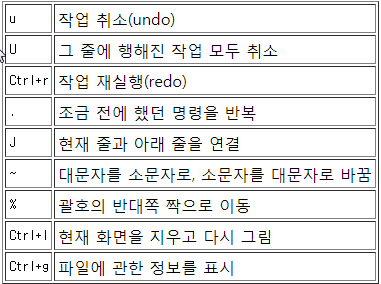 u 작업 취소(undo)
U 그 줄에 행해진 작업 모두 취소
Ctrl+r 작업 재실행(redo)
. 조금 전에 했던 명령을 반복
J 현재 줄과 아래 줄을 연결
~ 대문자를 소문자로, 소문자를 대문자로 바꿈
% 괄호의 반대쪽 짝으로 이동
Ctrl+l 현재 화면을 지우고 다시 그림
Ctrl+g 파일에 관한 정보를 표시